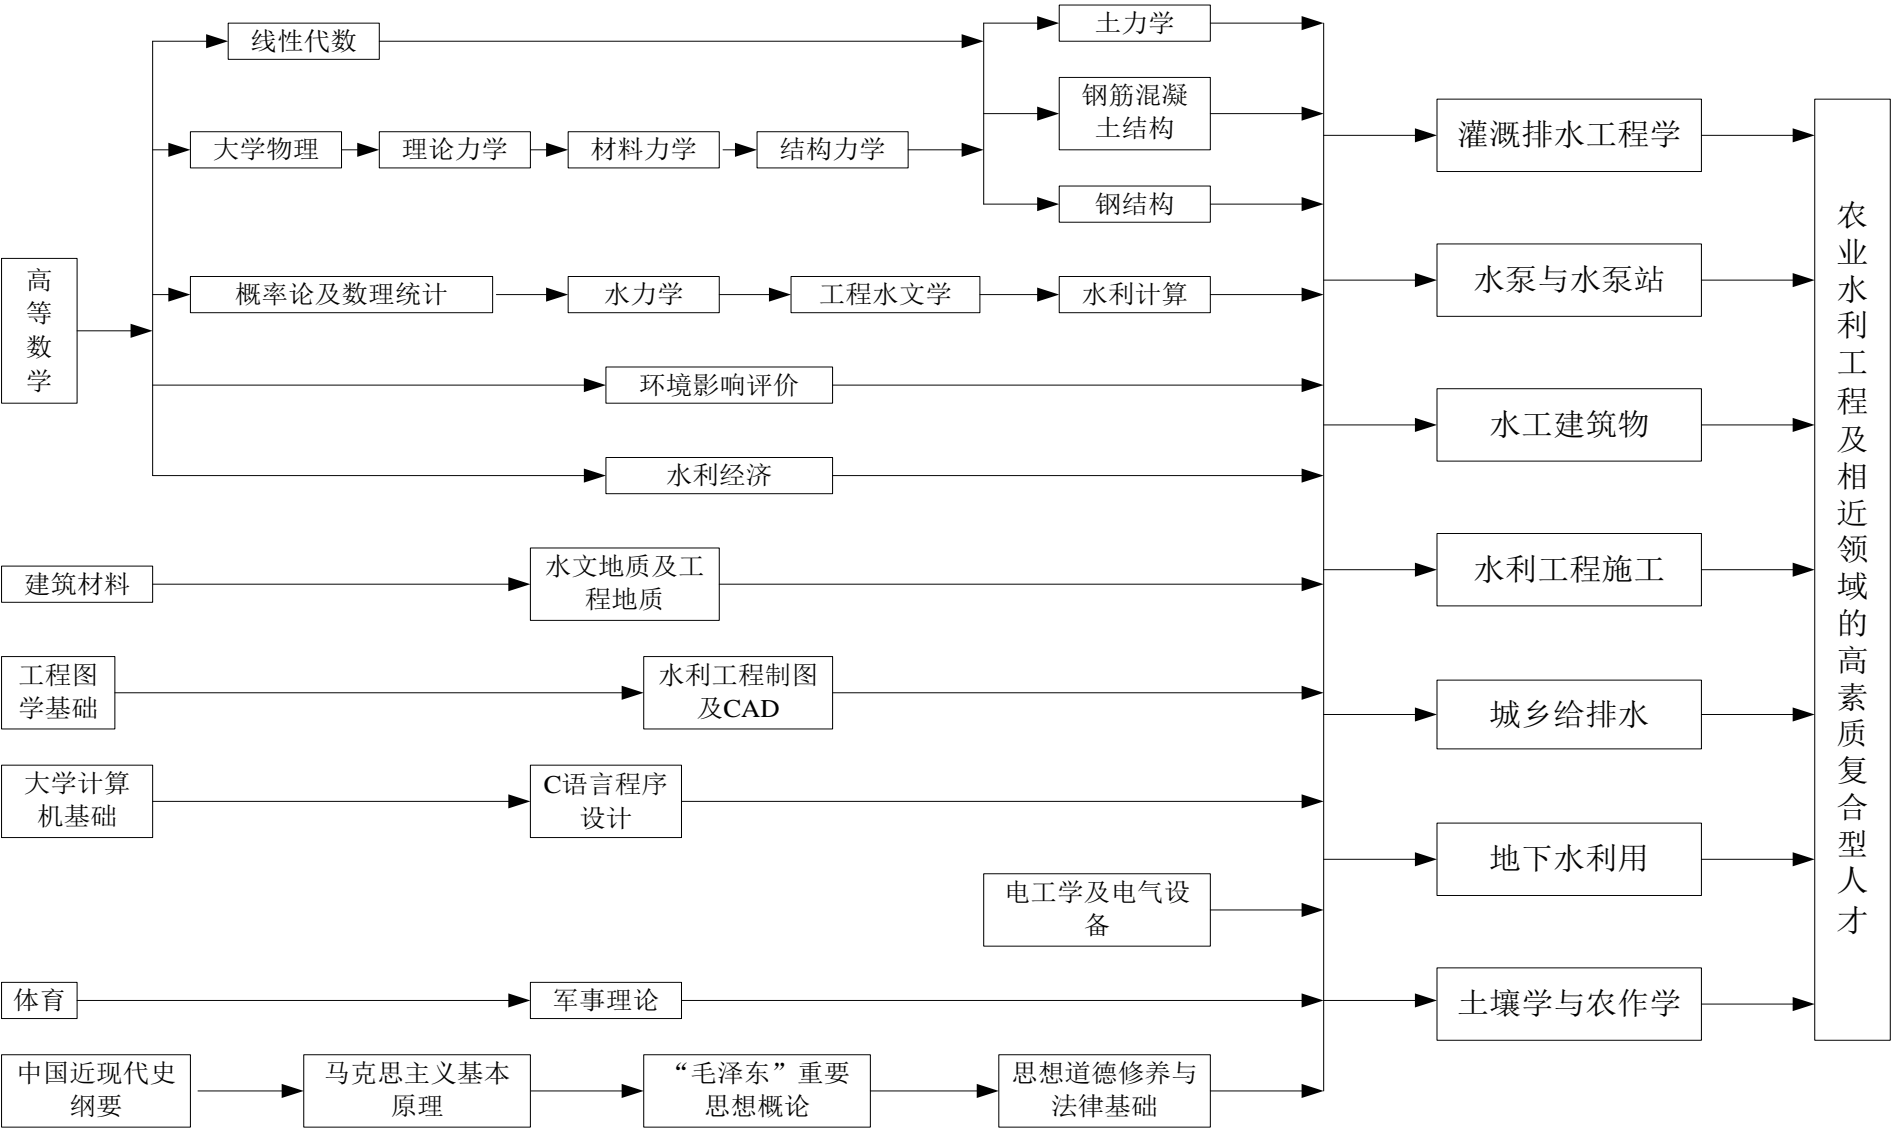 线性代数
土力学
钢筋混凝
土结构
大学物理
理论力学
材料力学
结构力学
钢结构
高等数学
概率论及数理统计
水力学
工程水文学
水利计算
环境影响评价
水利经济
建筑材料
水文地质及工
程地质
工程图
学基础
水利工程制图
及CAD
大学计算
机基础
C语言程序
设计
电工学及电气设
备
体育
军事理论
中国近现代史
纲要
马克思主义基本
原理
“毛泽东”重要
思想概论
思想道德修养与
法律基础
灌溉排水工程学
水泵与水泵站
水工建筑物
水利工程施工
城乡给排水
地下水利用
土壤学与农作学
农业水利工程及相近领域的高素质复合型人才